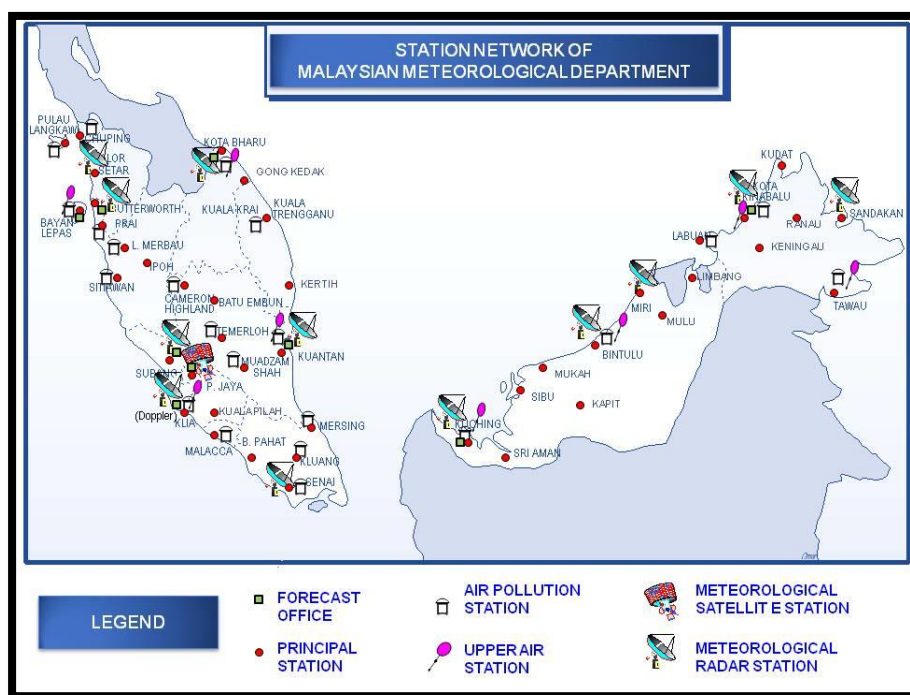 STATION NETWORK OF
MALAYSIAN METEOROLOGICAL DEPARTMENT
PULAU
LANGKAWI
CHUPING
ALOR
SETAR
KOTA BHARU
GONG KEDAK
BUTTERWORTH
KUALA KRAI
KUALA
TRENGGANU
BAYAN
LEPAS
PRAI
L. MERBAU
IPOH
SITIAWAN
CAMERON
HIGHLAND
BATU EMBUN
KERTIH
TEMERLOH
KUANTAN
MUADZAM
SHAH
SUBANG
P. JAYA
(Doppler)
KLIA
KUALAPILAH
MERSING
MALACCA
B. PAHAT
KLUANG
SENAI
KUDAT
KOTA
KINABALU
SANDAKAN
RANAU
LABUAN
KENINGAU
LIMBANG
TAWAU
MIRI
MULU
BINTULU
MUKAH
SIBU
KAPIT
KUCHING
SRI AMAN
LEGEND
FORECAST
OFFICE
AIR POLLUTION
STATION
METEOROLOGICAL
SATELLITE STATION
PRINCIPAL
STATION
UPPER AIR
STATION
METEOROLOGICAL
RADAR STATION